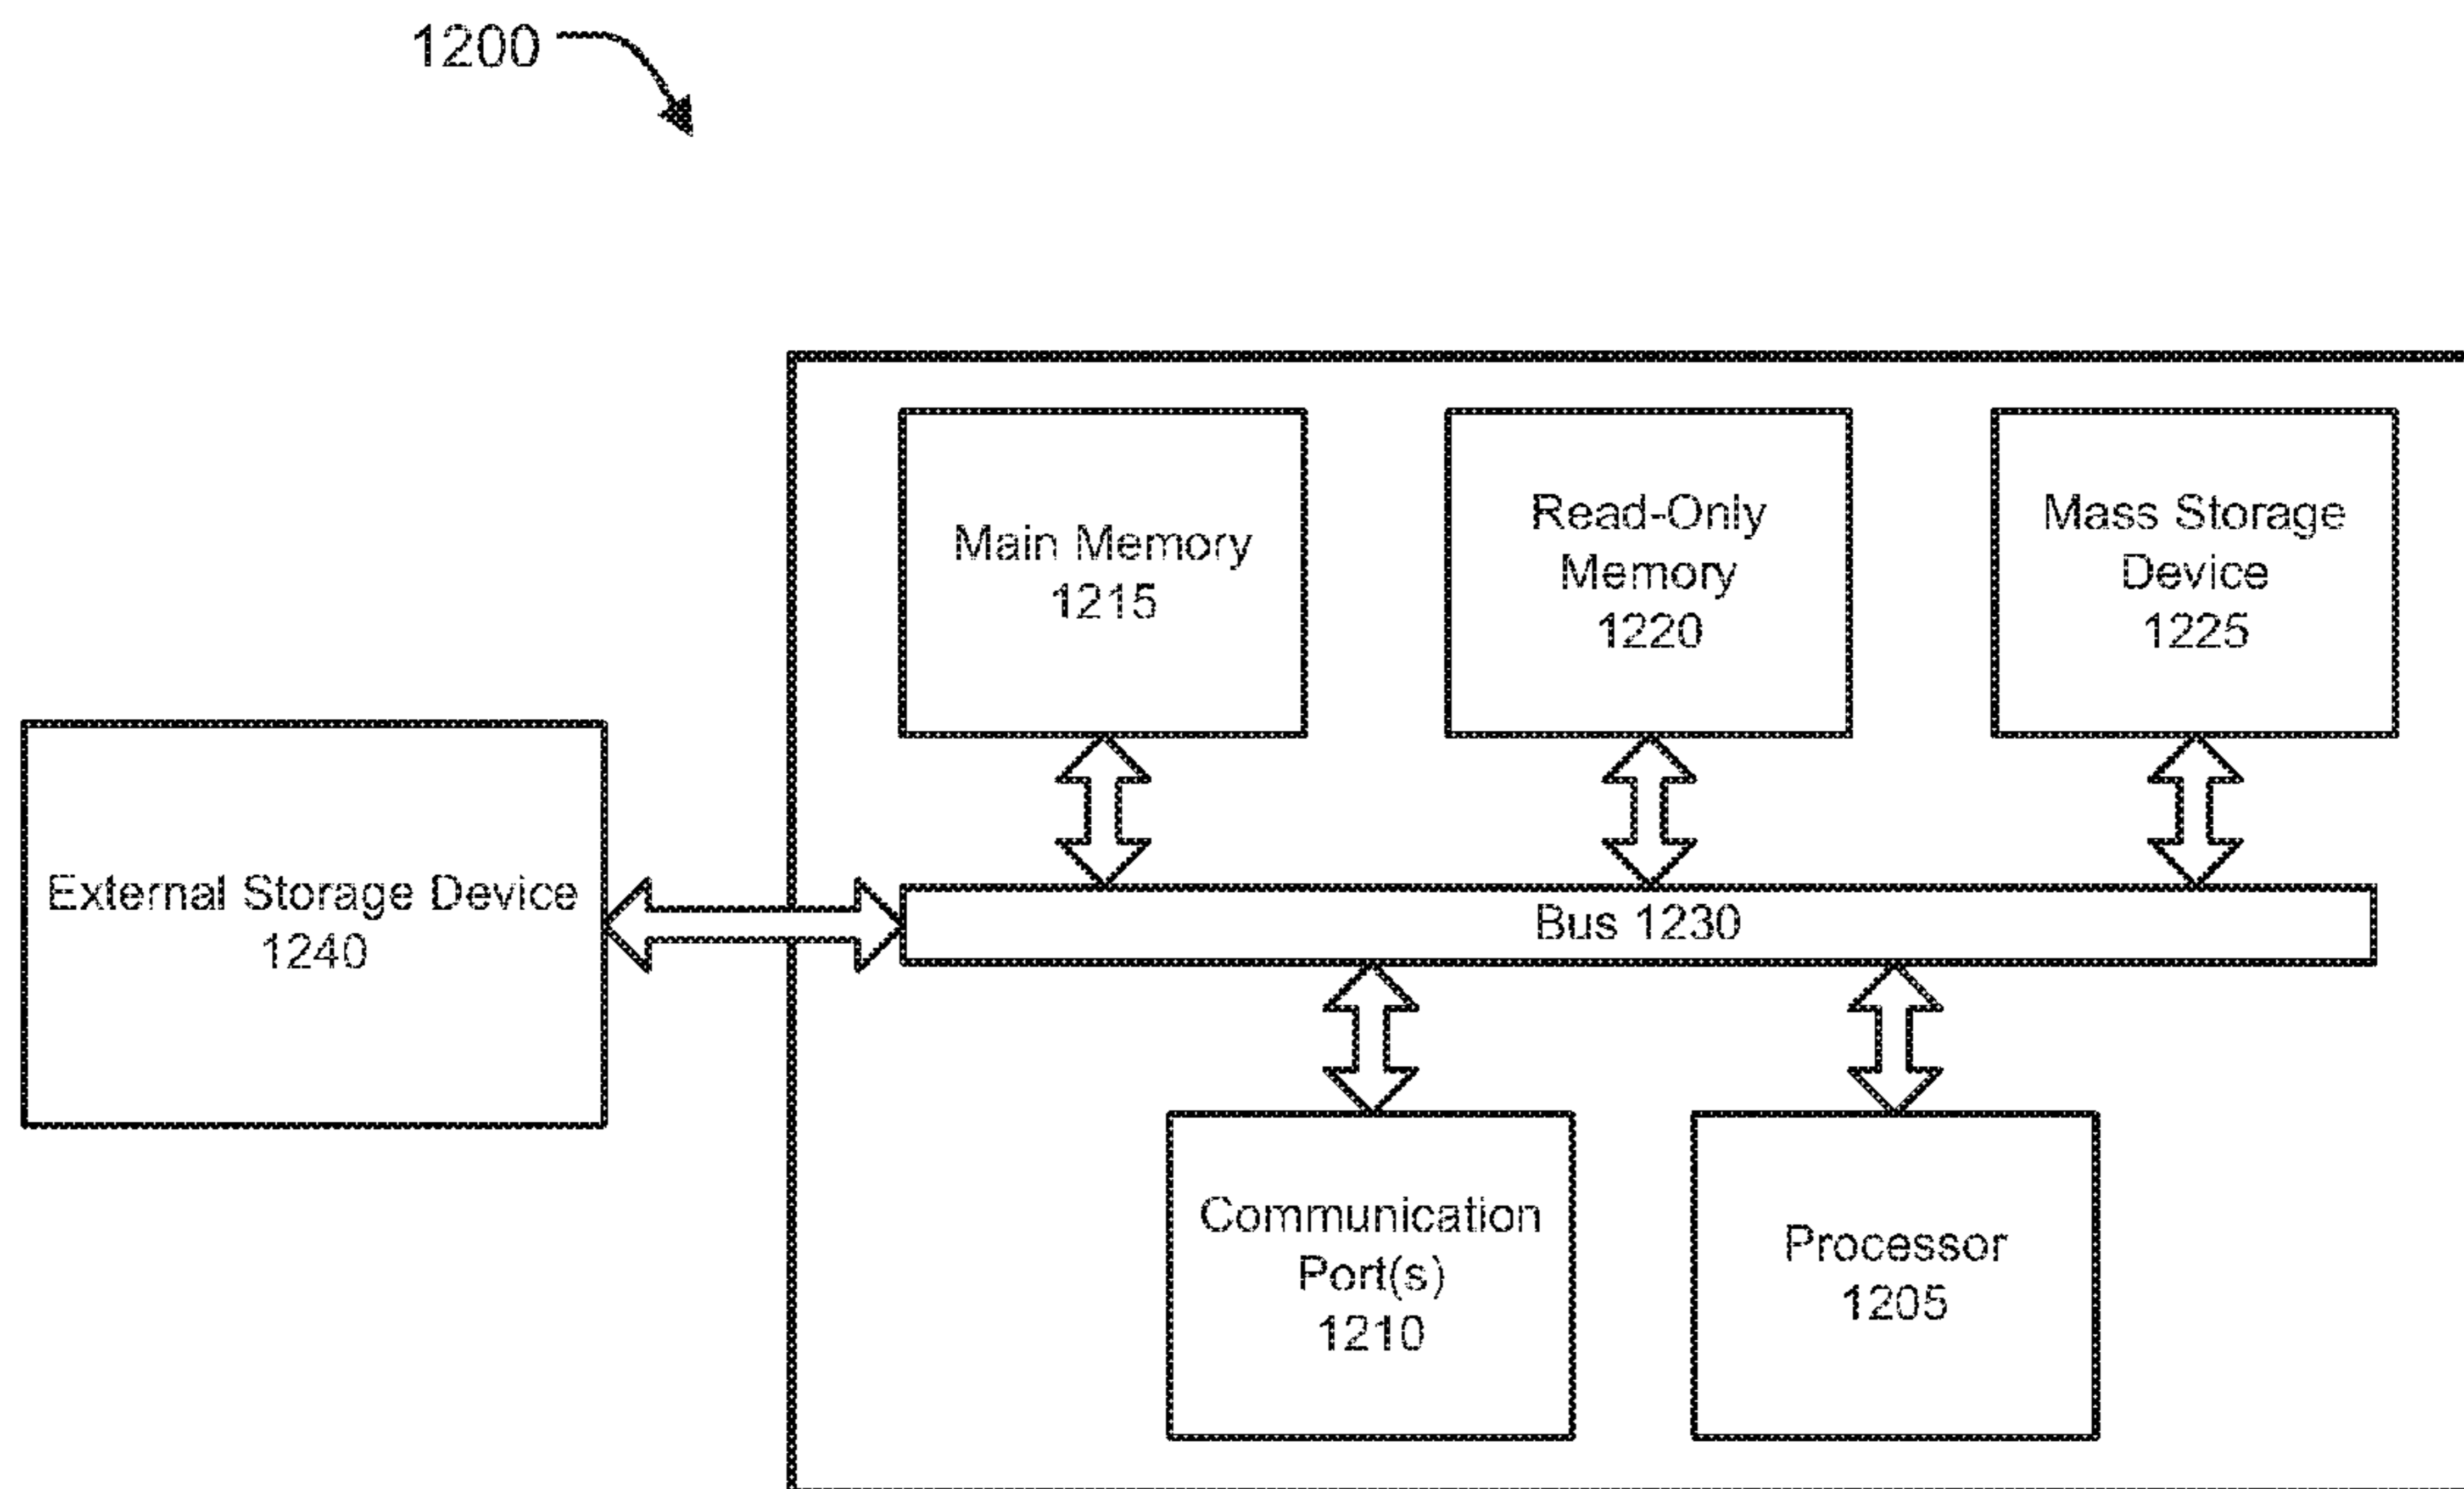 1200
Main Memory
1215
Read-Only
Memory
1220
Mass Storage
Device
1225
External Storage Device
1240
Bus 1230
Communication
Port(s)
1210
Processor
1205